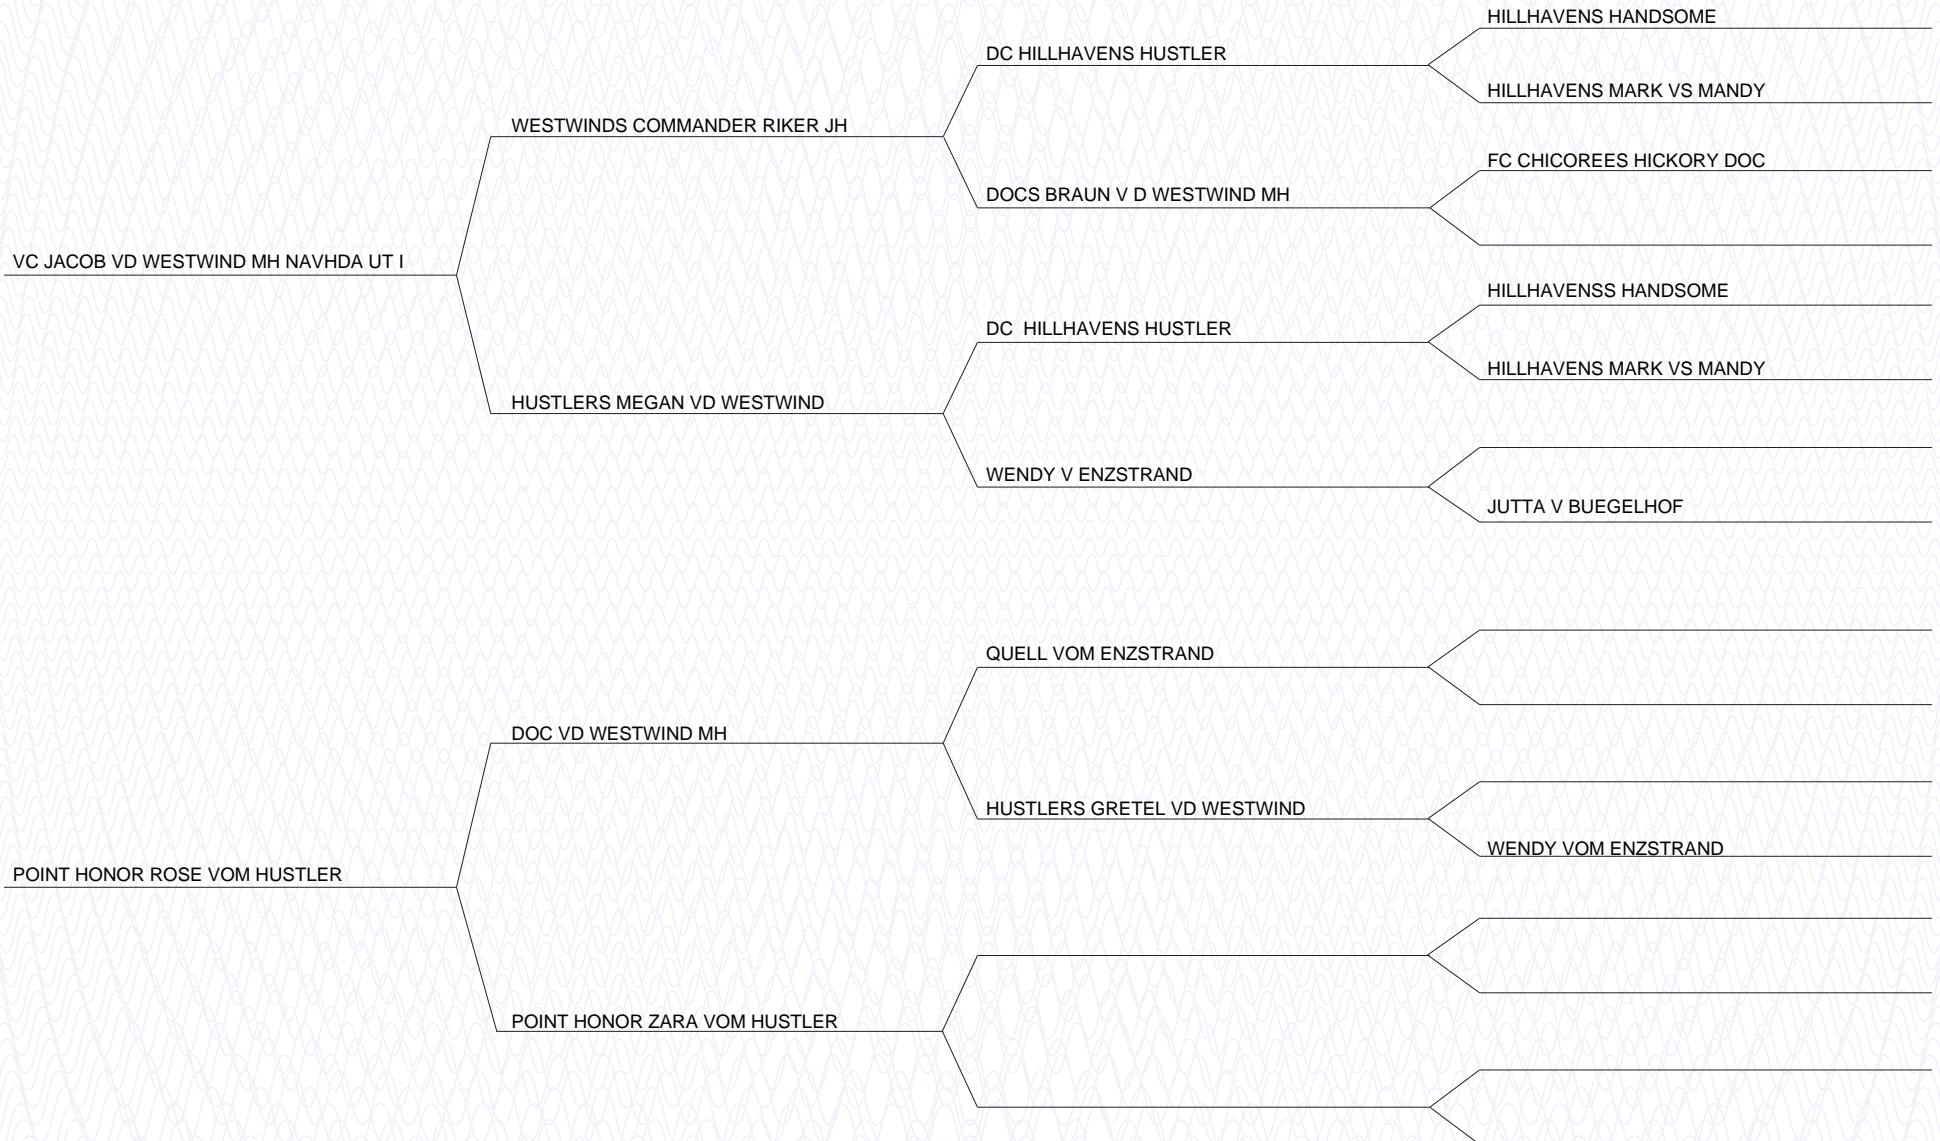 HILLHAVENS HANDSOME
DC HILLHAVENS HUSTLER
HILLHAVENS MARK VS MANDY
WESTWINDS COMMANDER RIKER JH
FC CHICOREES HICKORY DOC
DOCS BRAUN V D WESTWIND MH
VC JACOB VD WESTWIND MH NAVHDA UT I
HILLHAVENSS HANDSOME
DC  HILLHAVENS HUSTLER
HILLHAVENS MARK VS MANDY
HUSTLERS MEGAN VD WESTWIND
WENDY V ENZSTRAND
JUTTA V BUEGELHOF
QUELL VOM ENZSTRAND
DOC VD WESTWIND MH
HUSTLERS GRETEL VD WESTWIND
WENDY VOM ENZSTRAND
POINT HONOR ROSE VOM HUSTLER
POINT HONOR ZARA VOM HUSTLER